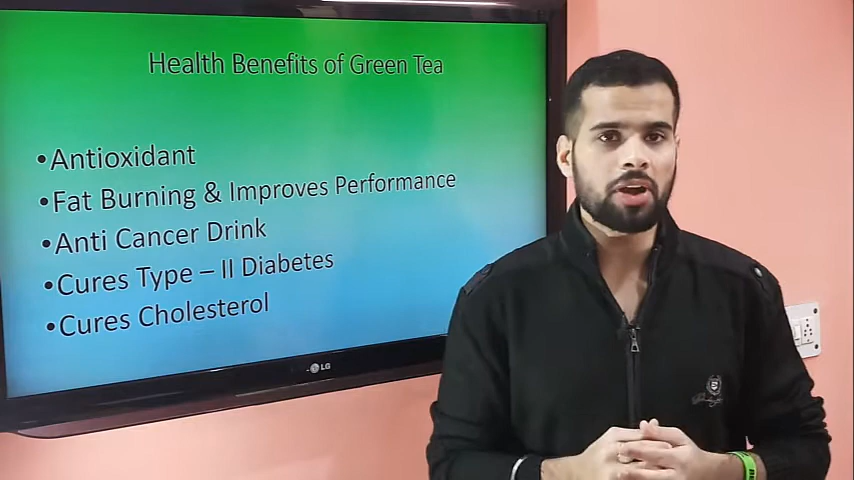 Health Benefits of Green Tea
•Antioxidant
•Fat Burning & Improves Performance
•Anti Cancer Drink
•Cures Type – II Diabetes
•Cures Cholesterol
LG